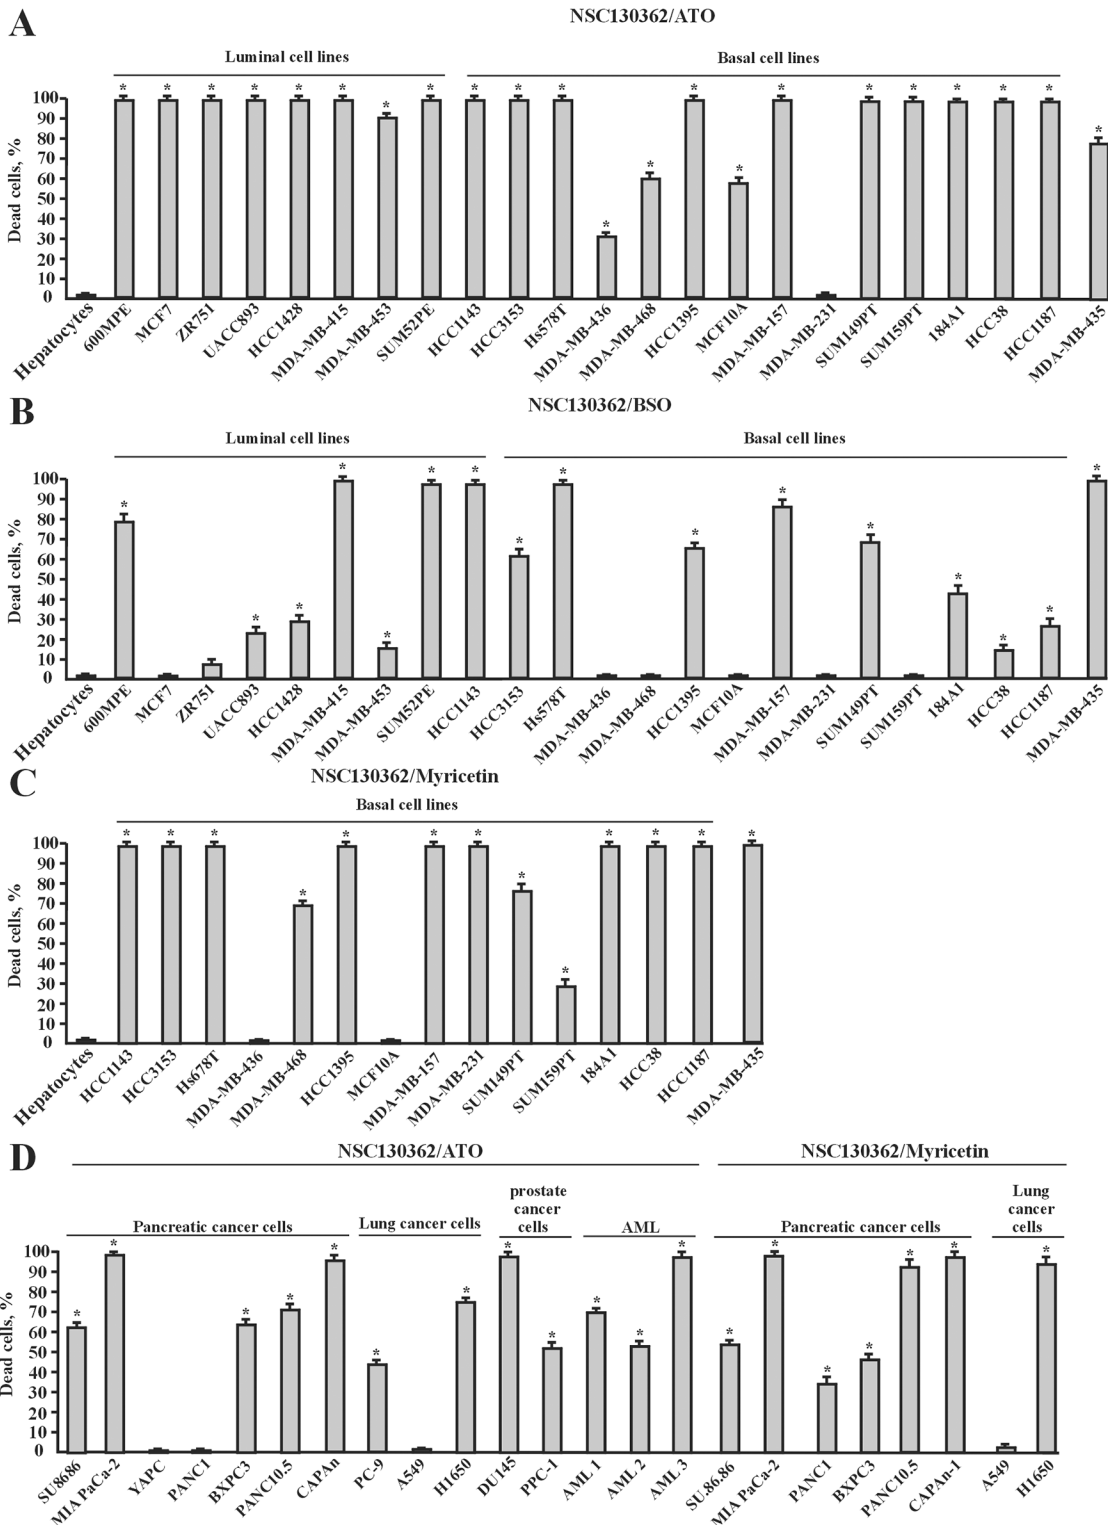 A
NSC130362/ATO
Luminal cell lines
Basal cell lines
Dead cells, %
100
90
80
70
60
50
40
30
20
10
0
* * * * * * * * * * * * * * * * * * * * * *
Hepatocytes
600MPE
MCF7
ZR751
UACC893
HCC1428
MDA-MB-415
MDA-MB-453
SUM52PE
HCC1143
HCC3153
Hs578T
MDA-MB-436
MDA-MB-468
HCC1395
MCF10A
MDA-MB-157
MDA-MB-231
SUM149PT
SUM159PT
184A1
HCC38
HCC1187
MDA-MB-435
B
NSC130362/BSO
Luminal cell lines
Basal cell lines
Dead cells, %
100
90
80
70
60
50
40
30
20
10
0
* * * * * * * * * * * * * * * *
Hepatocytes
600MPE
MCF7
ZR751
UACC893
HCC1428
MDA-MB-415
MDA-MB-453
SUM52PE
HCC1143
HCC3153
Hs578T
MDA-MB-436
MDA-MB-468
HCC1395
MCF10A
MDA-MB-157
MDA-MB-231
SUM149PT
SUM159PT
184A1
HCC38
HCC1187
MDA-MB-435
C
NSC130362/Myricetin
Basal cell lines
Dead cells, %
100
90
80
70
60
50
40
30
20
10
0
* * * * * * * * * * * * *
Hepatocytes
HCC1143
HCC3153
Hs678T
MDA-MB-436
MDA-MB-468
HCC1395
MCF10A
MDA-MB-157
MDA-MB-231
SUM149PT
SUM159PT
184A1
HCC38
HCC1187
MDA-MB-435
D
NSC130362/ATO
NSC130362/Myricetin
Pancreatic cancer cells
Lung cancer cells
prostate
cancer
cells
AML
Pancreatic cancer cells
Lung
cancer
cells
Dead cells, %
100
90
80
70
60
50
40
30
20
10
0
* * * * * * * * * * * * * * * * * * *
SU8686
MIA PaCa-2
YAPC
PANC1
BXPC3
PANC10.5
CAPAn
PC-9
A549
H1650
DU145
PPC-1
AML 1
AML 2
AML 3
SU.86.86
MIA PaCa-2
PANC1
BXPC3
PANC10.5
CAPAn-1
A549
H1650